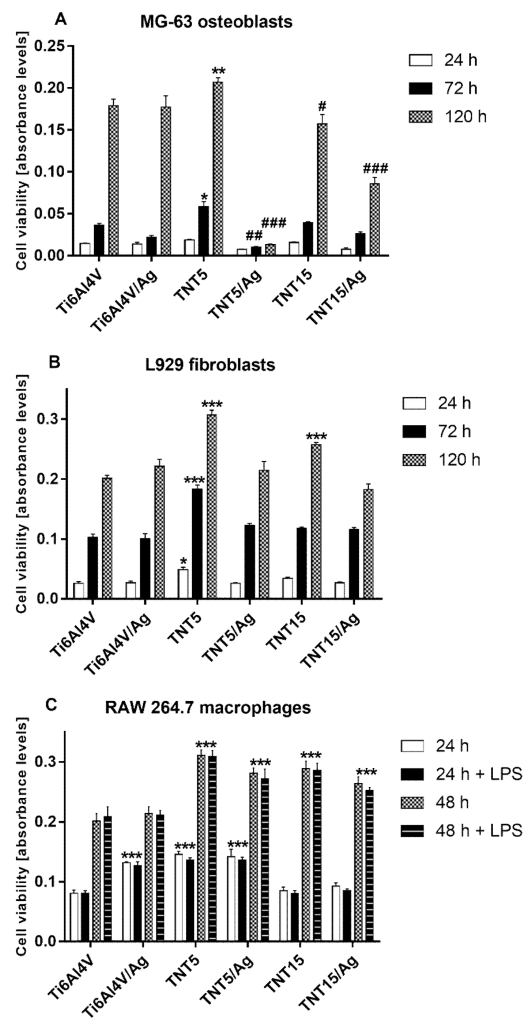 A
MG-63 osteoblasts
Cell viability [absorbance levels]
0.25
0.20
0.15
0.10
0.05
0.00
**
*
##
###
#
###
24 h
72 h
120 h
Ti6Al4V
Ti6Al4V/Ag
TNT5
TNT5/Ag
TNT15
TNT15/Ag
B
L929 fibroblasts
Cell viability [absorbance levels]
0.3
0.2
0.1
0.0
***
***
*
***
24 h
72 h
120 h
Ti6Al4V
Ti6Al4V/Ag
TNT5
TNT5/Ag
TNT15
TNT15/Ag
C
RAW 264.7 macrophages
Cell viability [absorbance levels]
0.3
0.2
0.1
0.0
***
***
***
***
***
***
***
24 h
24 h + LPS
48 h
48 h + LPS
Ti6Al4V
Ti6Al4V/Ag
TNT5
TNT5/Ag
TNT15
TNT15/Ag